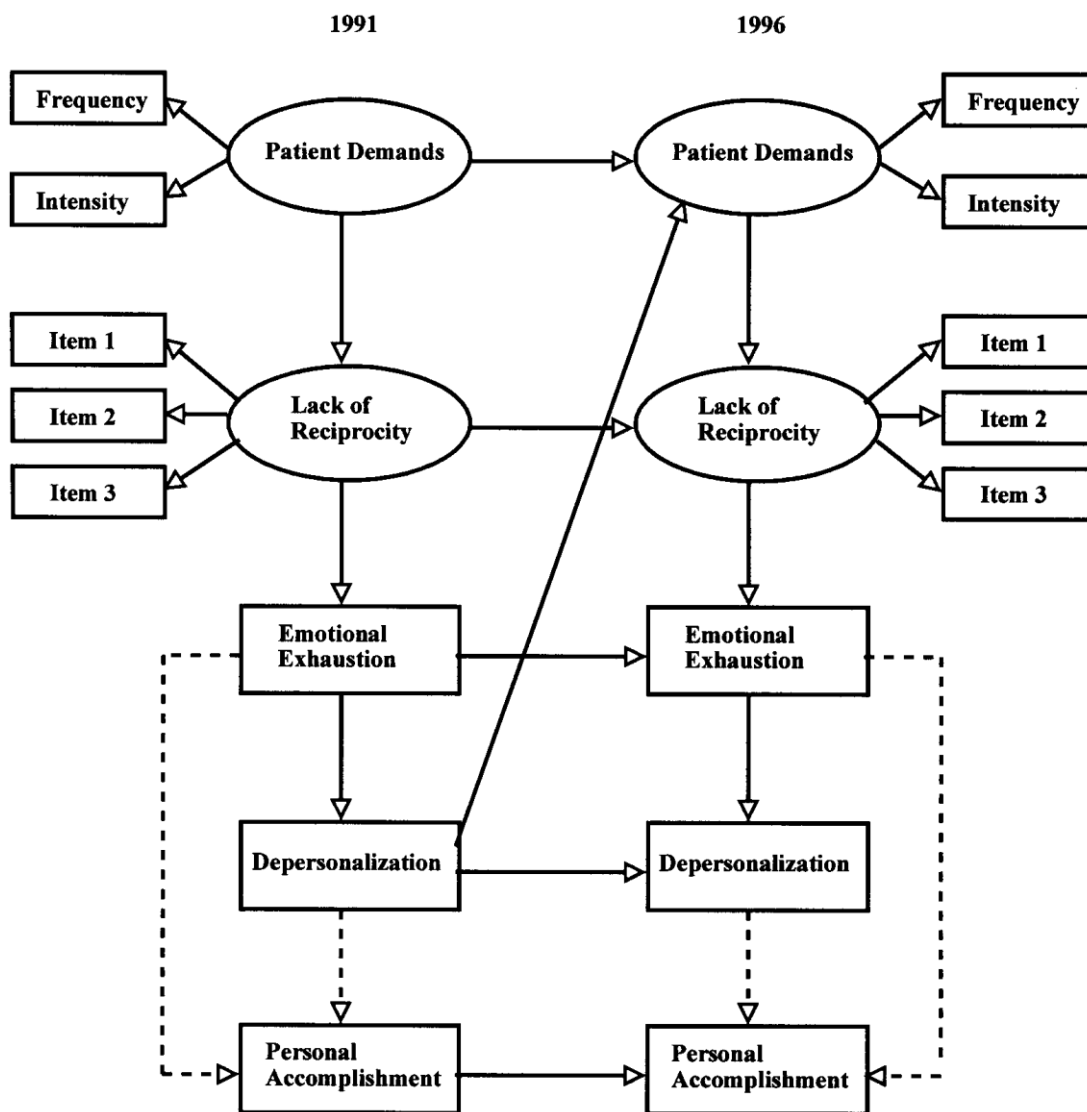 1991
1996
Frequency
Patient Demands
Patient Demands
Frequency
Intensity
Intensity
Item 1
Item 2
Item 3
Lack of
Reciprocity
Lack of
Reciprocity
Item 1
Item 2
Item 3
Emotional
Exhaustion
Emotional
Exhaustion
Depersonalization
Depersonalization
Personal
Accomplishment
Personal
Accomplishment